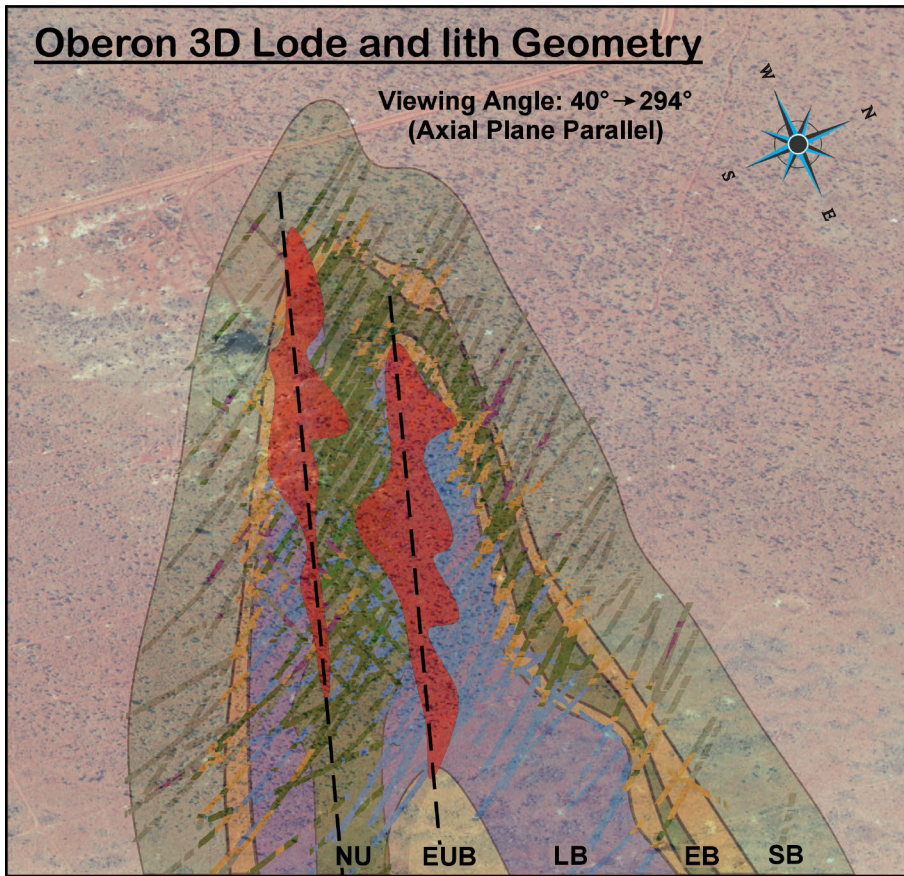 Oberon 3D Lode and lith Geometry
Viewing Angle: 40°→294°
(Axial Plane Parallel)
W
N
S
E
NU EUB LB EB SB